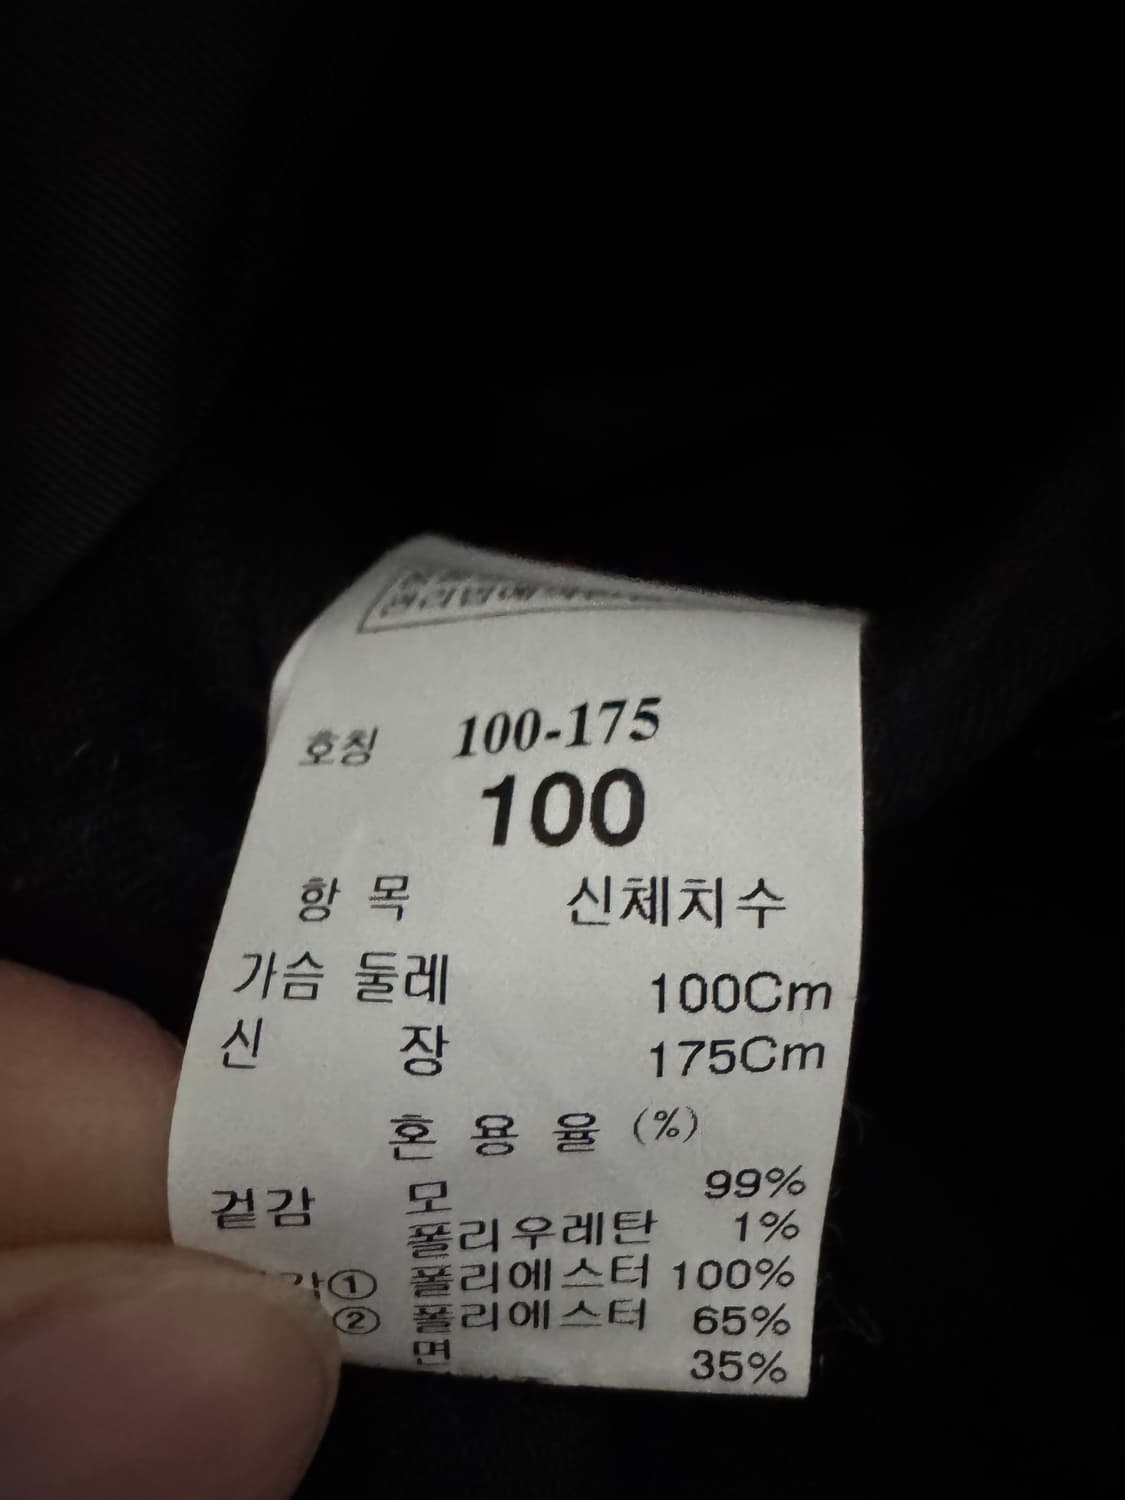 호칭 100-175
100
항 목 신체치수
가슴 둘레 100Cm
신 장 175Cm
혼 용 율 (%)
겉감 모 99%
폴리우레탄 1%
① 폴리에스터 100%
② 폴리에스터 65%
면 35%